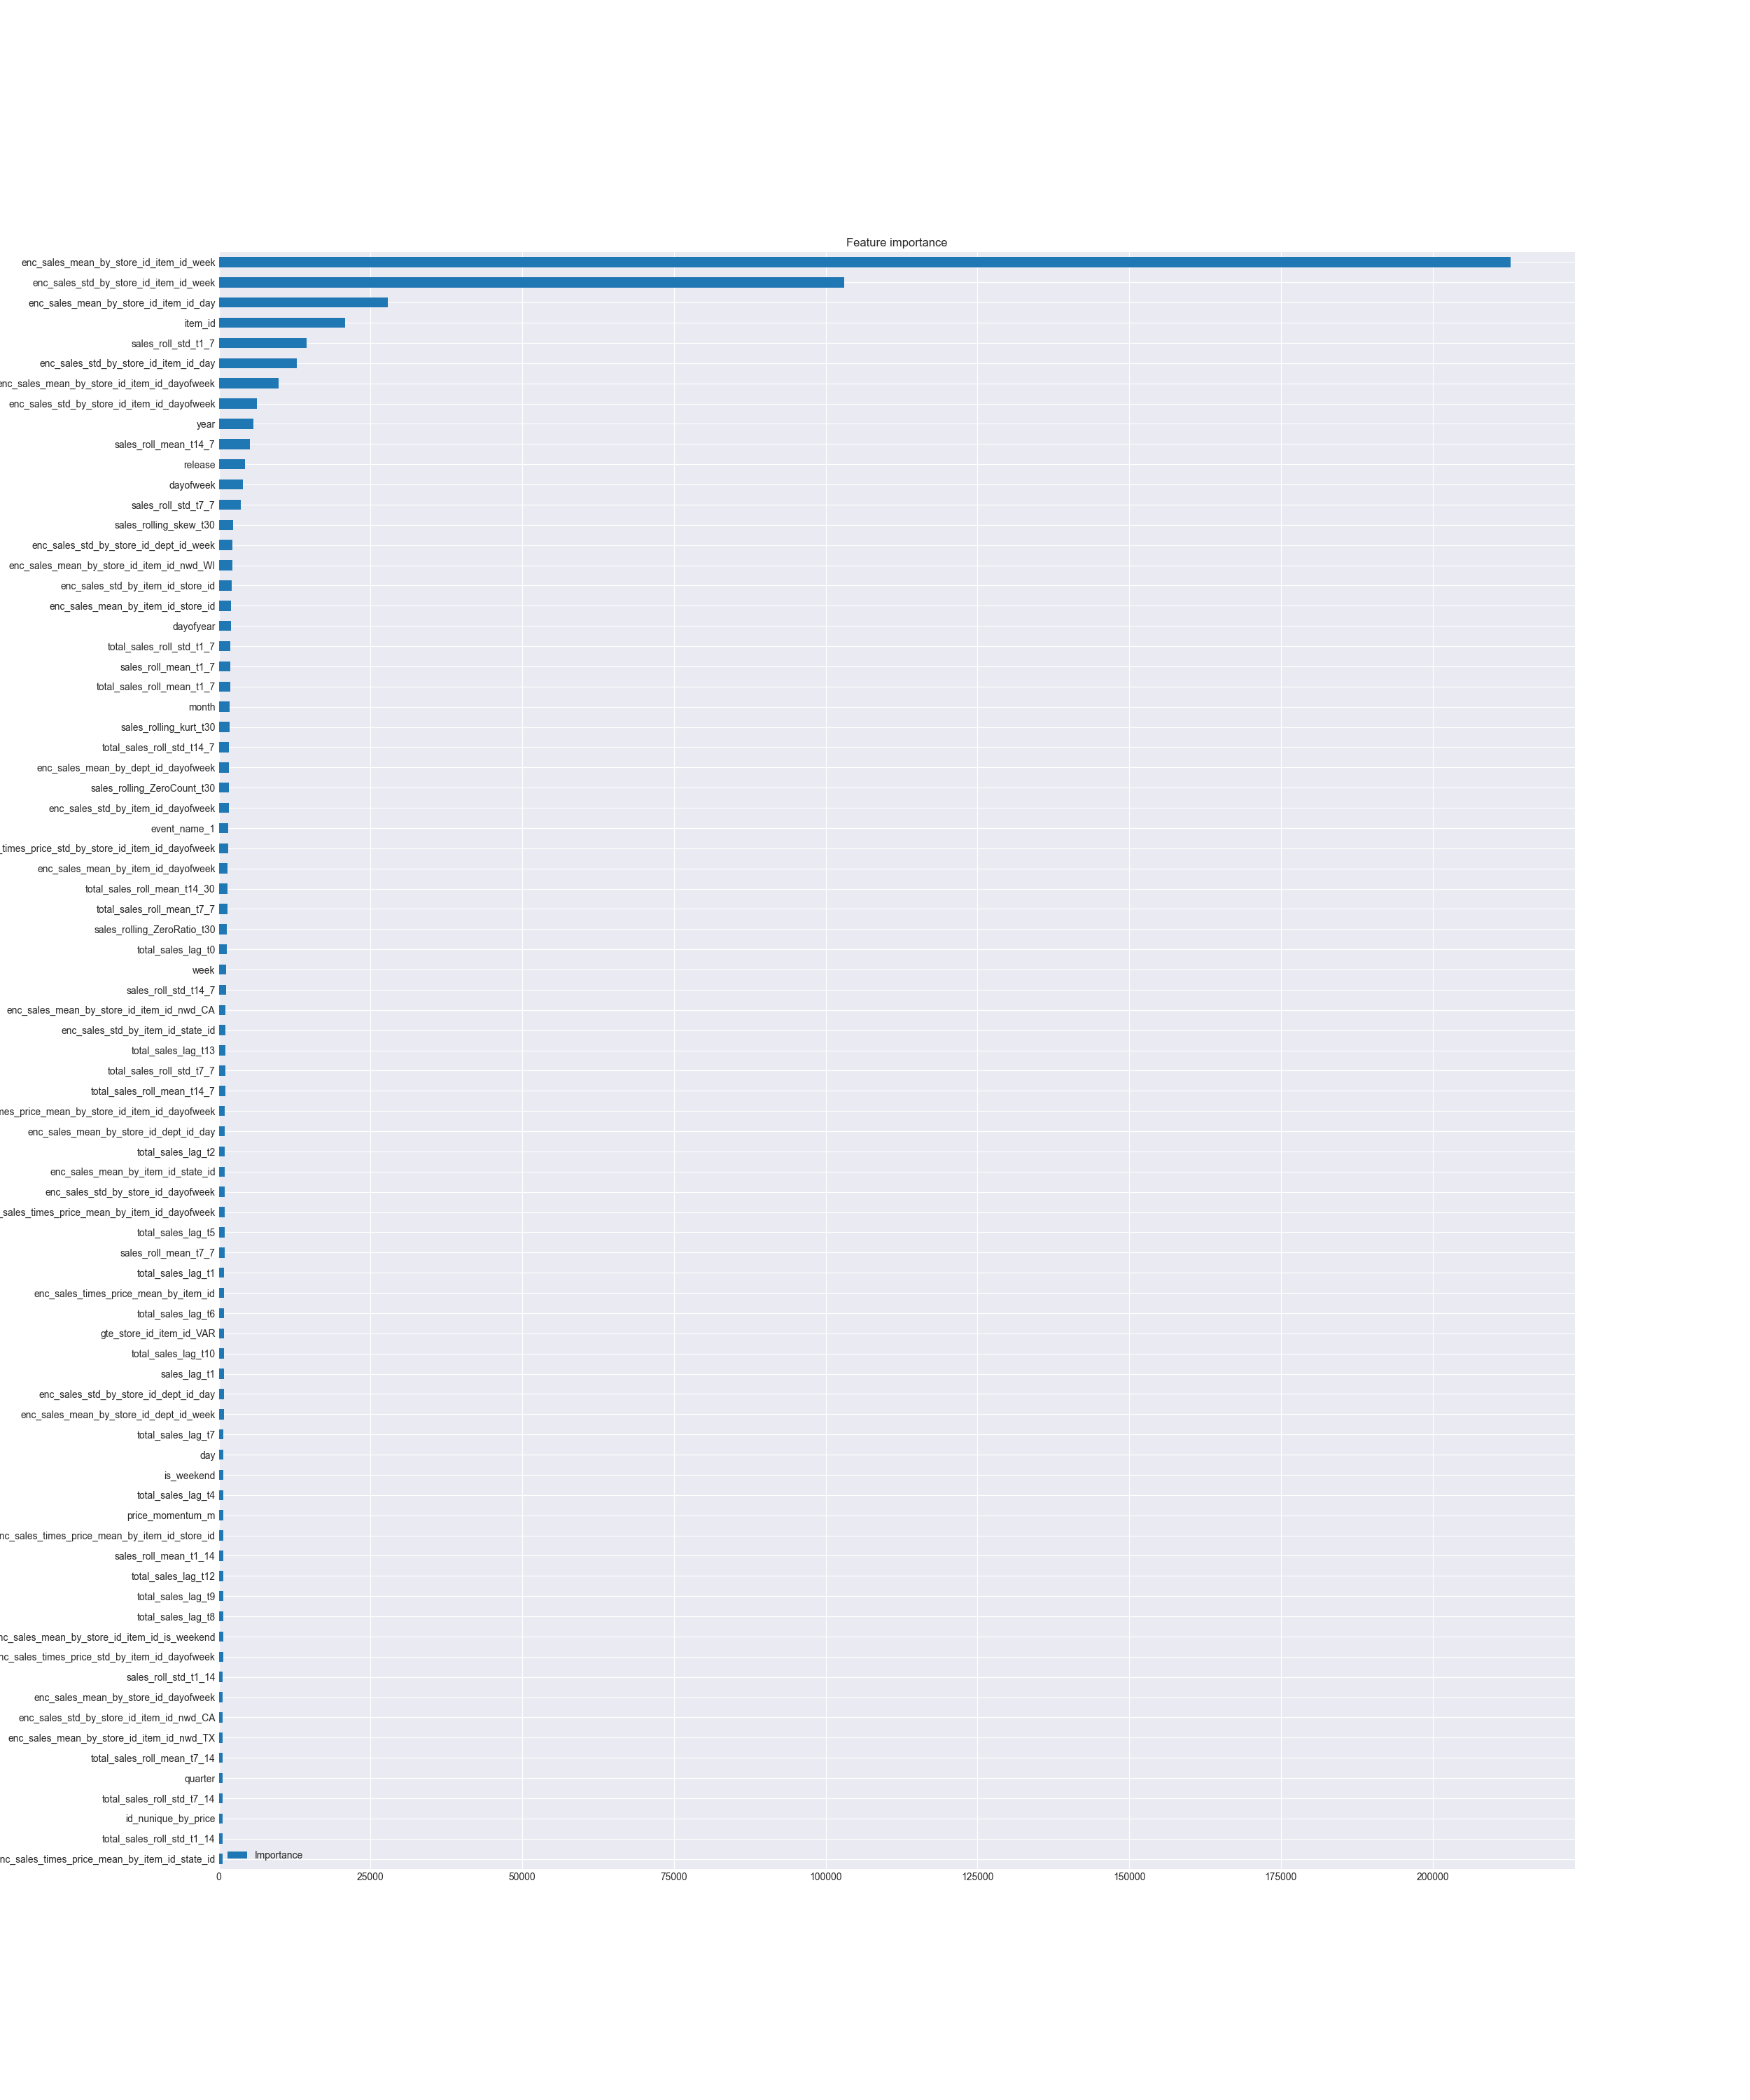 Feature importance
enc_sales_mean_by_store_id_item_id_week
enc_sales_std_by_store_id_item_id_week
enc_sales_mean_by_store_id_item_id_day
item_id
sales_roll_std_t1_7
enc_sales_std_by_store_id_item_id_day
enc_sales_mean_by_store_id_item_id_dayofweek
enc_sales_std_by_store_id_item_id_dayofweek
year
sales_roll_mean_t14_7
release
dayofweek
sales_roll_std_t7_7
sales_rolling_skew_t30
enc_sales_std_by_store_id_dept_id_week
enc_sales_mean_by_store_id_item_id_nwd_WI
enc_sales_std_by_item_id_store_id
enc_sales_mean_by_item_id_store_id
dayofyear
total_sales_roll_std_t1_7
sales_roll_mean_t1_7
total_sales_roll_mean_t1_7
month
sales_rolling_kurt_t30
total_sales_roll_std_t14_7
enc_sales_mean_by_dept_id_dayofweek
sales_rolling_ZeroCount_t30
enc_sales_std_by_item_id_dayofweek
event_name_1
_times_price_std_by_store_id_item_id_dayofweek
enc_sales_mean_by_item_id_dayofweek
total_sales_roll_mean_t14_30
total_sales_roll_mean_t7_7
sales_rolling_ZeroRatio_t30
total_sales_lag_t0
week
sales_roll_std_t14_7
enc_sales_mean_by_store_id_item_id_nwd_CA
enc_sales_std_by_item_id_state_id
total_sales_lag_t13
total_sales_roll_std_t7_7
total_sales_roll_mean_t14_7
mes_price_mean_by_store_id_item_id_dayofweek
enc_sales_mean_by_store_id_dept_id_day
total_sales_lag_t2
enc_sales_mean_by_item_id_state_id
enc_sales_std_by_store_id_dayofweek
_sales_times_price_mean_by_item_id_dayofweek
total_sales_lag_t5
sales_roll_mean_t7_7
total_sales_lag_t1
enc_sales_times_price_mean_by_item_id
total_sales_lag_t6
gte_store_id_item_id_VAR
total_sales_lag_t10
sales_lag_t1
enc_sales_std_by_store_id_dept_id_day
enc_sales_mean_by_store_id_dept_id_week
total_sales_lag_t7
day
is_weekend
total_sales_lag_t4
price_momentum_m
nc_sales_times_price_mean_by_item_id_store_id
sales_roll_mean_t1_14
total_sales_lag_t12
total_sales_lag_t9
total_sales_lag_t8
nc_sales_mean_by_store_id_item_id_is_weekend
nc_sales_times_price_std_by_item_id_dayofweek
sales_roll_std_t1_14
enc_sales_mean_by_store_id_dayofweek
enc_sales_std_by_store_id_item_id_nwd_CA
enc_sales_mean_by_store_id_item_id_nwd_TX
total_sales_roll_mean_t7_14
quarter
total_sales_roll_std_t7_14
id_nunique_by_price
total_sales_roll_std_t1_14
nc_sales_times_price_mean_by_item_id_state_id
Importance
0 25000 50000 75000 100000 125000 150000 175000 200000